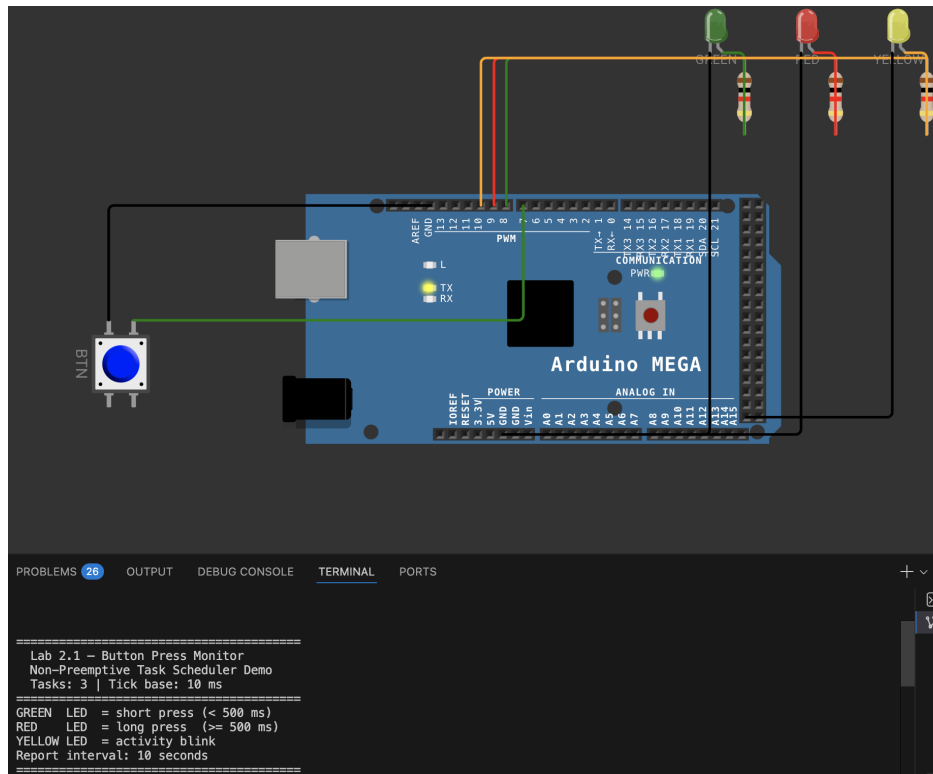 GREEN
RED
YELLOW
AREF
GND
13
12
11
10
9
8
7
6
5
4
3
2
TX→ 1
RX← 0
TX3 14
RX3 15
TX2 16
RX2 17
TX1 18
RX1 19
SDA 20
SCL 21
PWM
COMMUNICATION
L
PWR
TX
RX
BTN
Arduino MEGA
POWER
ANALOG IN
IOREF
RESET
3.3V
5V
GND
GND
Vin
A0
A1
A2
A3
A4
A5
A6
A7
A8
A9
A10
A11
A12
A13
A14
A15
PROBLEMS 26 OUTPUT DEBUG CONSOLE TERMINAL PORTS
========================================
Lab 2.1 — Button Press Monitor
Non-Preemptive Task Scheduler Demo
Tasks: 3 | Tick base: 10 ms
========================================
GREEN LED = short press (< 500 ms)
RED LED = long press (>= 500 ms)
YELLOW LED = activity blink
Report interval: 10 seconds
========================================